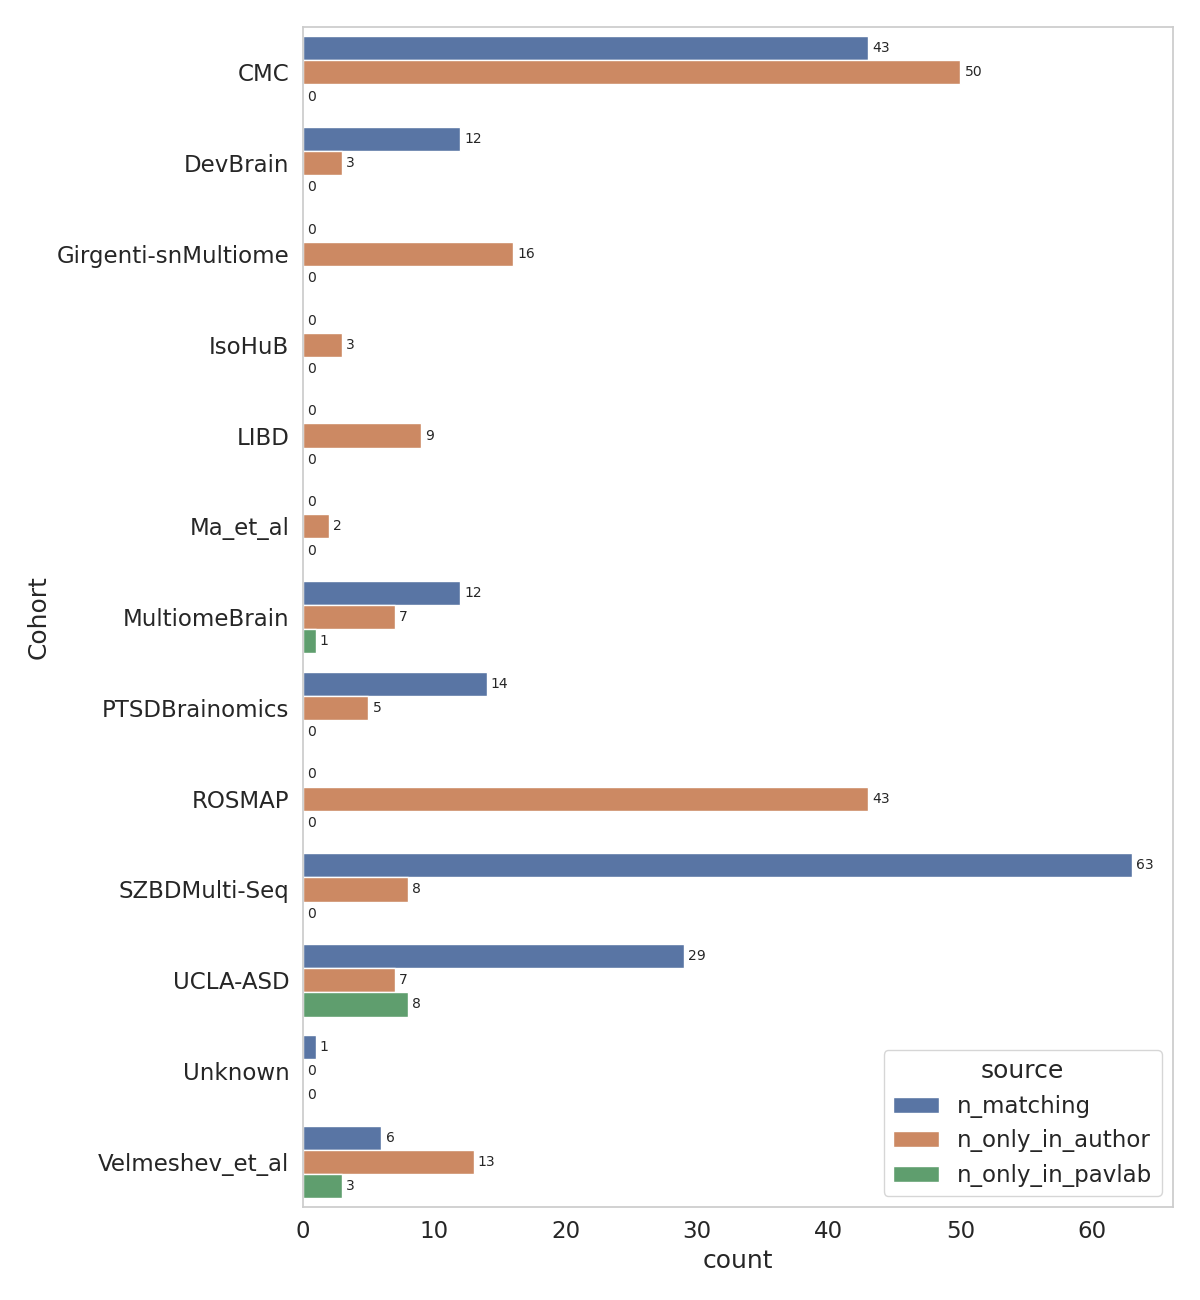 CMC
43
50
0
DevBrain
12
3
0
Girgenti-snMultiome
0
16
0
IsoHuB
0
3
0
LIBD
0
9
0
Ma_et_al
0
2
0
MultiomeBrain
12
7
1
PTSDBrainomics
14
5
0
ROSMAP
0
43
0
SZBDMulti-Seq
63
8
0
UCLA-ASD
29
7
8
Unknown
1
0
0
Velmeshev_et_al
6
13
3
Cohort
source
n_matching
n_only_in_author
n_only_in_pavlab
0 10 20 30 40 50 60
count